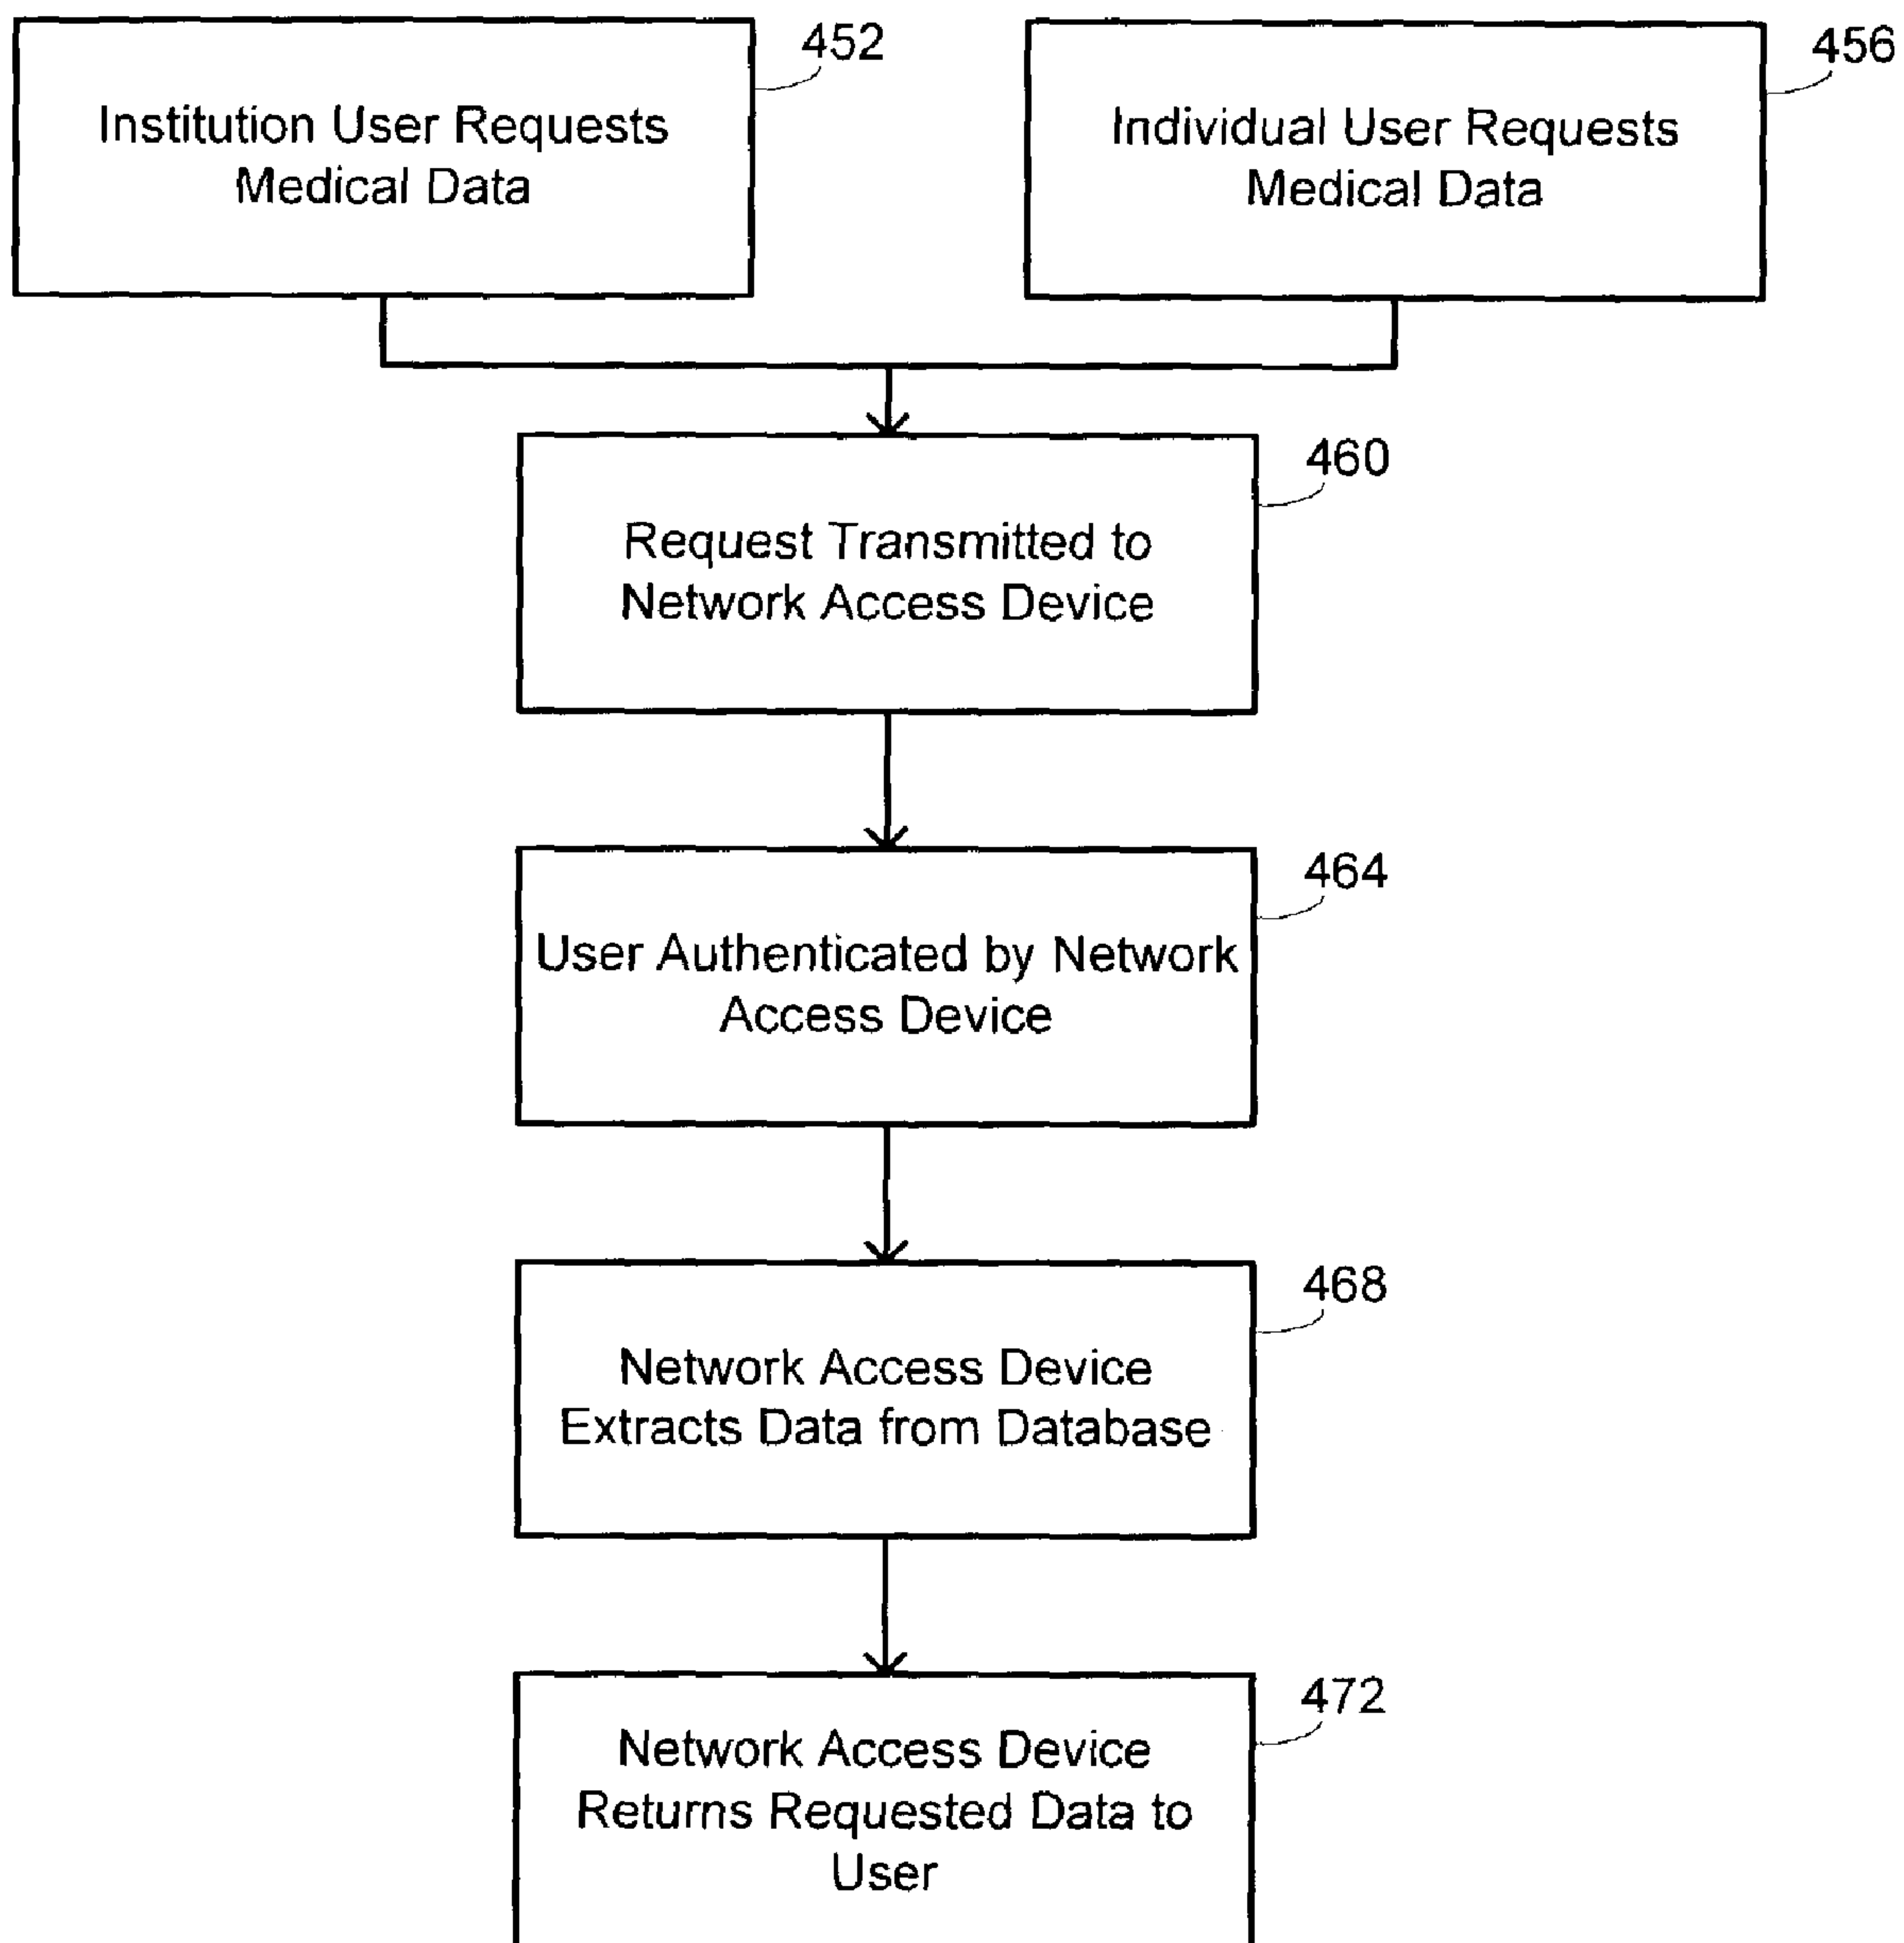 452
Institution User Requests
Medical Data
456
Individual User Requests
Medical Data
460
Request Transmitted to
Network Access Device
464
User Authenticated by Network
Access Device
468
Network Access Device
Extracts Data from Database
472
Network Access Device
Returns Requested Data to
User